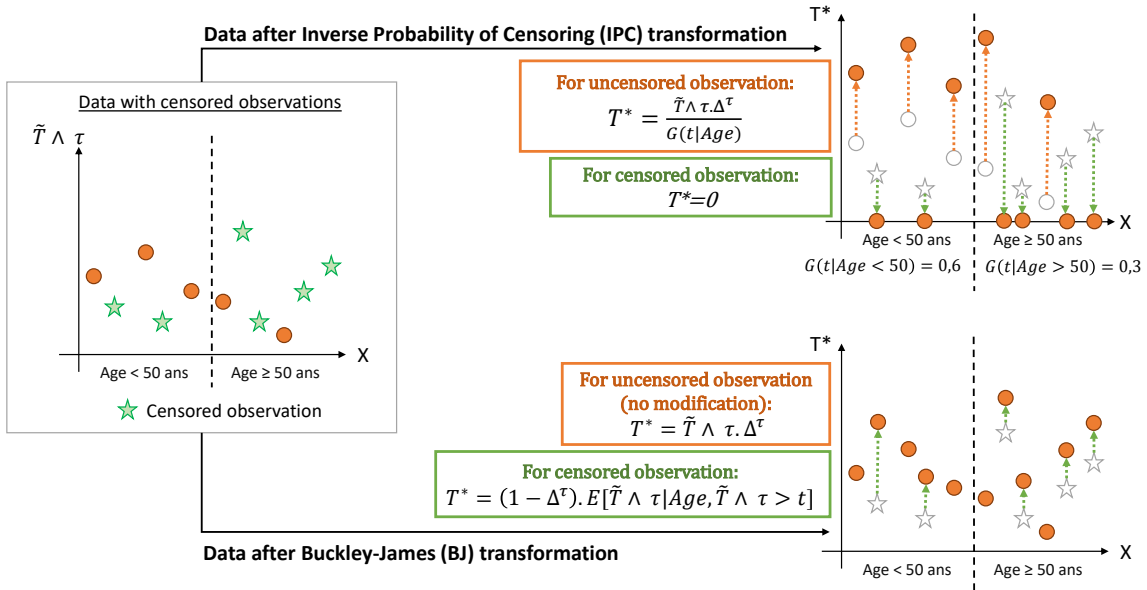 Data after Inverse Probability of Censoring (IPC) transformation
Data with censored observations
T̃ ∧ τ
X
Age < 50 ans
Age ≥ 50 ans
Censored observation
For uncensored observation:
T* = T̃∧ τ.Δ^τ / G(t|Age)
For censored observation:
T*=0
T*
X
Age < 50 ans
Age ≥ 50 ans
G(t|Age < 50) = 0,6
G(t|Age > 50) = 0,3
For uncensored observation
(no modification):
T* = T̃ ∧ τ.Δ^τ
For censored observation:
T* = (1 − Δ^τ).E[T̃ ∧ τ|Age, T̃ ∧ τ > t]
Data after Buckley-James (BJ) transformation
T*
X
Age < 50 ans
Age ≥ 50 ans